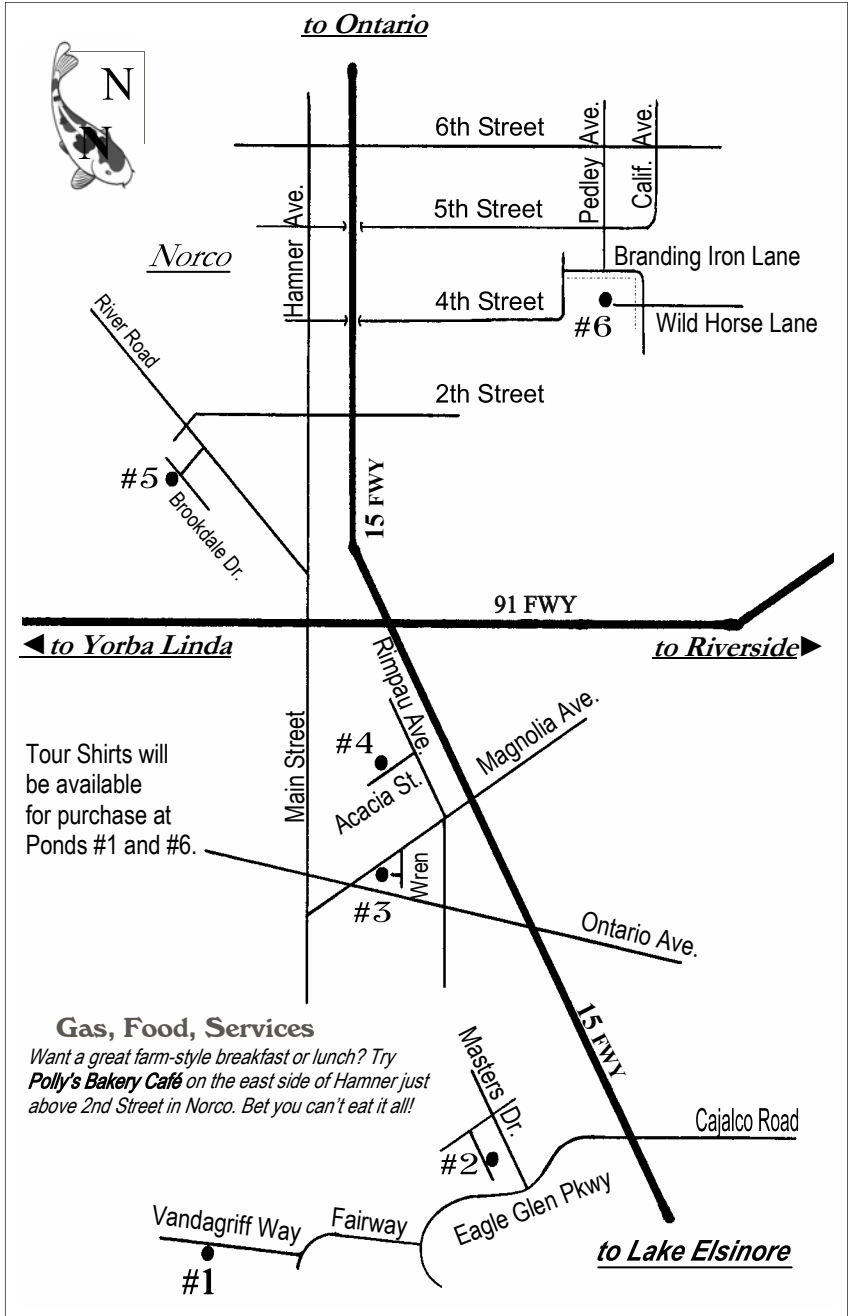 to Ontario
N
N
6th Street
Pedley Ave.
Calif. Ave.
5th Street
Hamner Ave.
Norco
Branding Iron Lane
River Road
4th Street
#6
Wild Horse Lane
2th Street
#5
15 FWY
Brookdale Dr.
91 FWY
◄ to Yorba Linda
to Riverside ►
Rimpau Ave.
Main Street
#4
Magnolia Ave.
Tour Shirts will
be available
for purchase at
Ponds #1 and #6.
Acacia St.
Wren
#3
Ontario Ave.
15 FWY
Gas, Food, Services
Want a great farm-style breakfast or lunch? Try
Polly's Bakery Café on the east side of Hamner just
above 2nd Street in Norco. Bet you can't eat it all!
Masters Dr.
Cajalco Road
#2
Eagle Glen Pkwy
Vandagriff Way
Fairway
to Lake Elsinore
#1